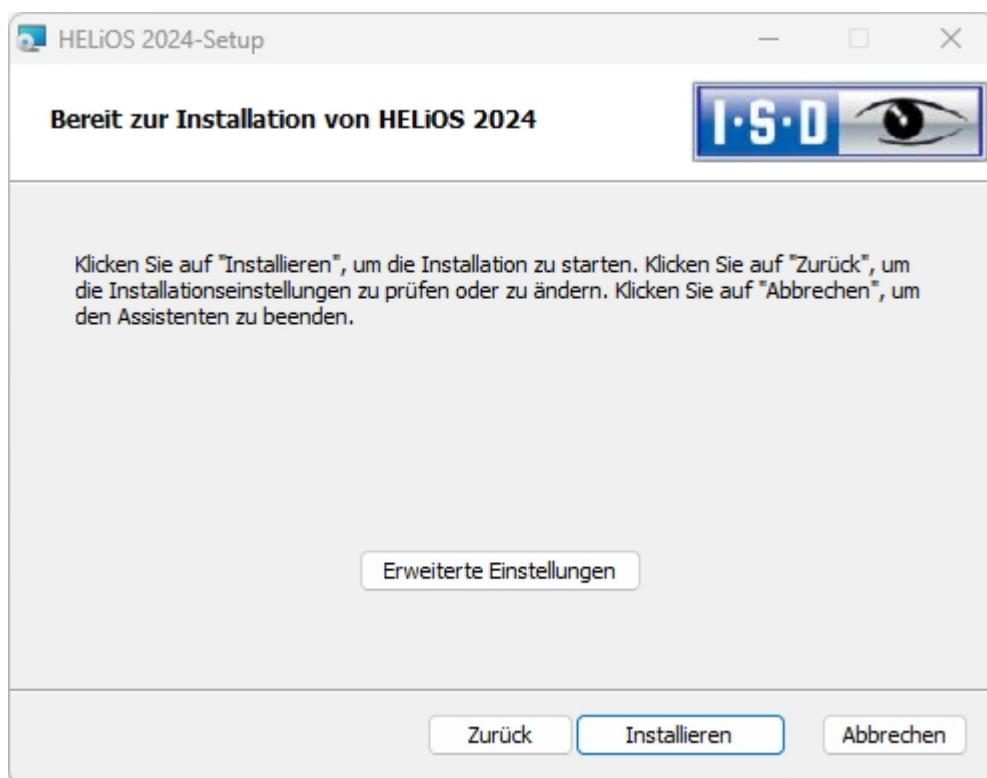 HELiOS 2024-Setup
Bereit zur Installation von HELiOS 2024
I·S·D
Klicken Sie auf "Installieren", um die Installation zu starten. Klicken Sie auf "Zurück", um
die Installationseinstellungen zu prüfen oder zu ändern. Klicken Sie auf "Abbrechen", um
den Assistenten zu beenden.
Erweiterte Einstellungen
Zurück
Installieren
Abbrechen